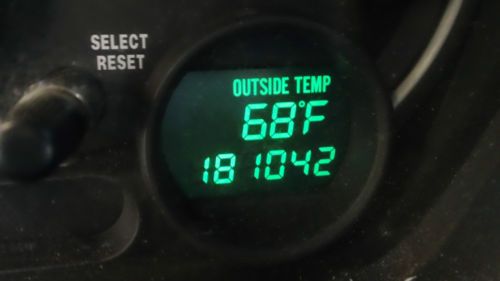 SELECT
RESET
OUTSIDE TEMP
68°F
181042